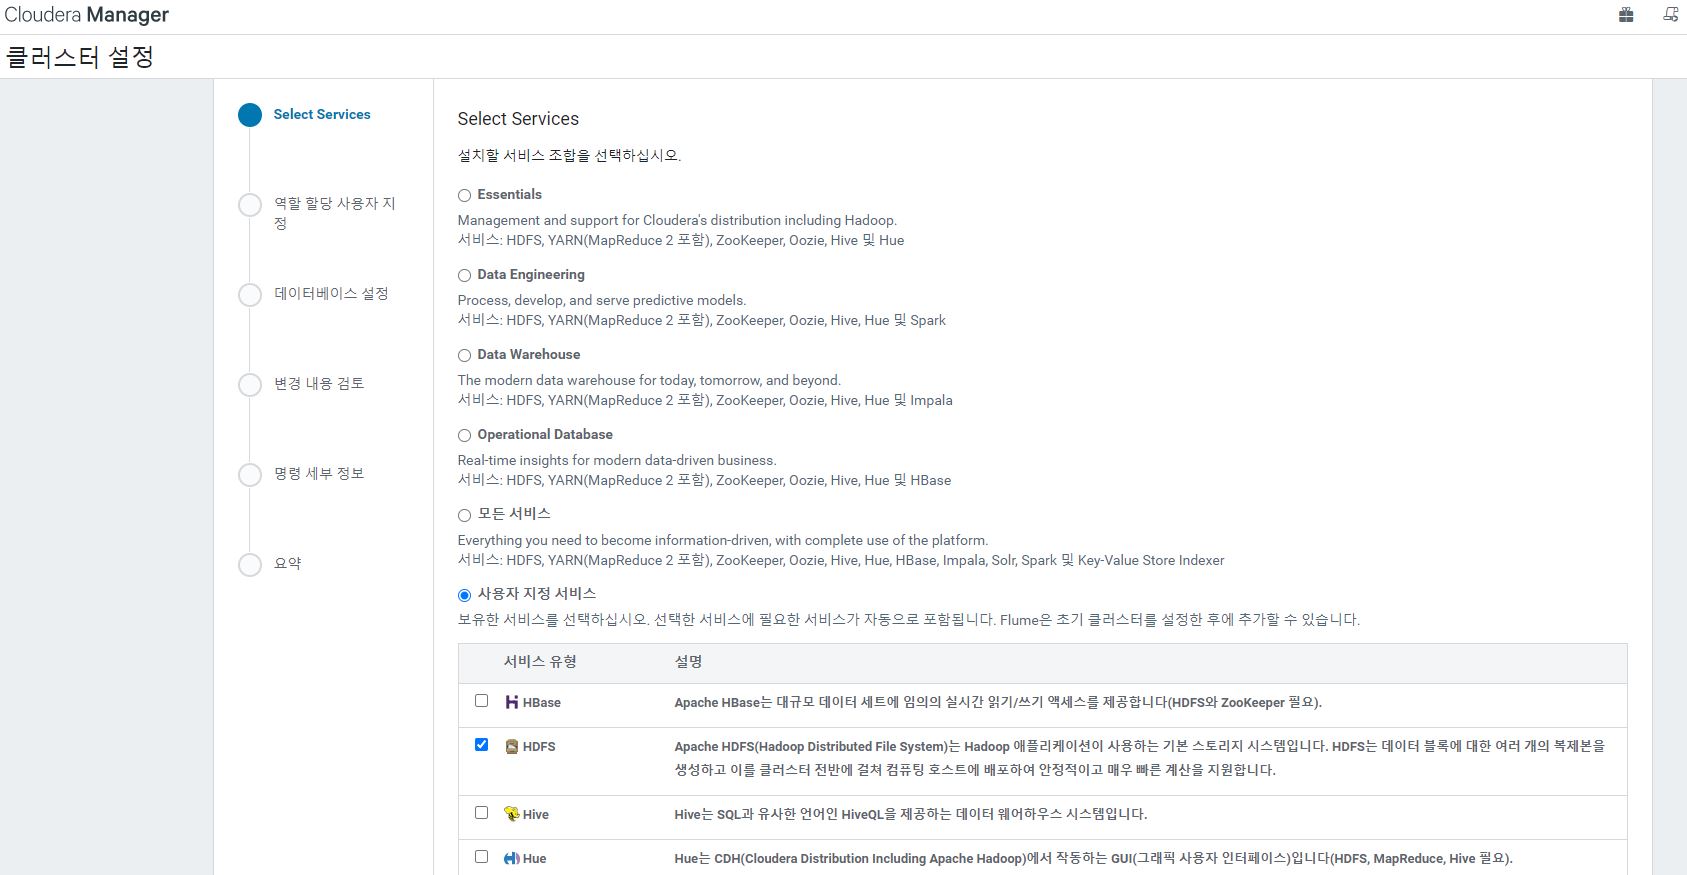 Cloudera Manager
클러스터 설정
Select Services
역할 할당 사용자 지
정
데이터베이스 설정
변경 내용 검토
명령 세부 정보
요약
Select Services
설치할 서비스 조합을 선택하십시오.
Essentials
Management and support for Cloudera's distribution including Hadoop.
서비스: HDFS, YARN(MapReduce 2 포함), ZooKeeper, Oozie, Hive 및 Hue
Data Engineering
Process, develop, and serve predictive models.
서비스: HDFS, YARN(MapReduce 2 포함), ZooKeeper, Oozie, Hive, Hue 및 Spark
Data Warehouse
The modern data warehouse for today, tomorrow, and beyond.
서비스: HDFS, YARN(MapReduce 2 포함), ZooKeeper, Oozie, Hive, Hue 및 Impala
Operational Database
Real-time insights for modern data-driven business.
서비스: HDFS, YARN(MapReduce 2 포함), ZooKeeper, Oozie, Hive, Hue 및 HBase
모든 서비스
Everything you need to become information-driven, with complete use of the platform.
서비스: HDFS, YARN(MapReduce 2 포함), ZooKeeper, Oozie, Hive, Hue, HBase, Impala, Solr, Spark 및 Key-Value Store Indexer
사용자 지정 서비스
보유한 서비스를 선택하십시오. 선택한 서비스에 필요한 서비스가 자동으로 포함됩니다. Flume은 초기 클러스터를 설정한 후에 추가할 수 있습니다.
서비스 유형 설명
HBase Apache HBase는 대규모 데이터 세트에 임의의 실시간 읽기/쓰기 액세스를 제공합니다(HDFS와 ZooKeeper 필요).
HDFS Apache HDFS(Hadoop Distributed File System)는 Hadoop 애플리케이션이 사용하는 기본 스토리지 시스템입니다. HDFS는 데이터 블록에 대한 여러 개의 복제본을
생성하고 이를 클러스터 전반에 걸쳐 컴퓨팅 호스트에 배포하여 안정적이고 매우 빠른 계산을 지원합니다.
Hive Hive는 SQL과 유사한 언어인 HiveQL을 제공하는 데이터 웨어하우스 시스템입니다.
Hue Hue는 CDH(Cloudera Distribution Including Apache Hadoop)에서 작동하는 GUI(그래픽 사용자 인터페이스)입니다(HDFS, MapReduce, Hive 필요).